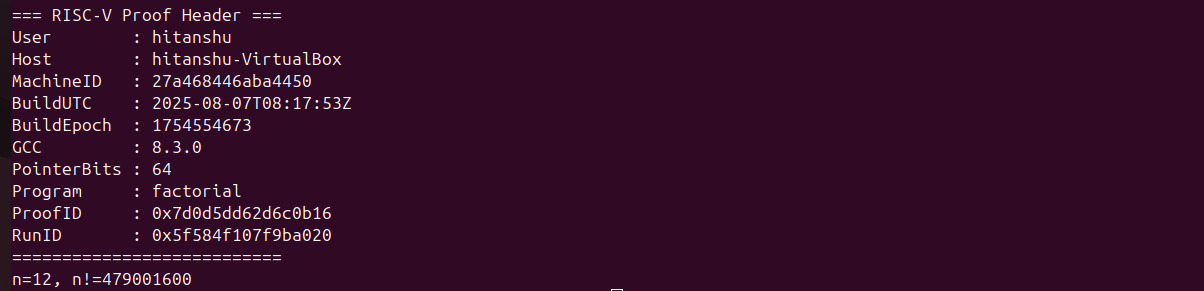 === RISC-V Proof Header ===
User        : hitanshu
Host        : hitanshu-VirtualBox
MachineID   : 27a468446aba4450
BuildUTC    : 2025-08-07T08:17:53Z
BuildEpoch  : 1754554673
GCC         : 8.3.0
PointerBits : 64
Program     : factorial
ProofID     : 0x7d0d5dd62d6c0b16
RunID       : 0x5f584f107f9ba020
===========================
n=12, n!=479001600